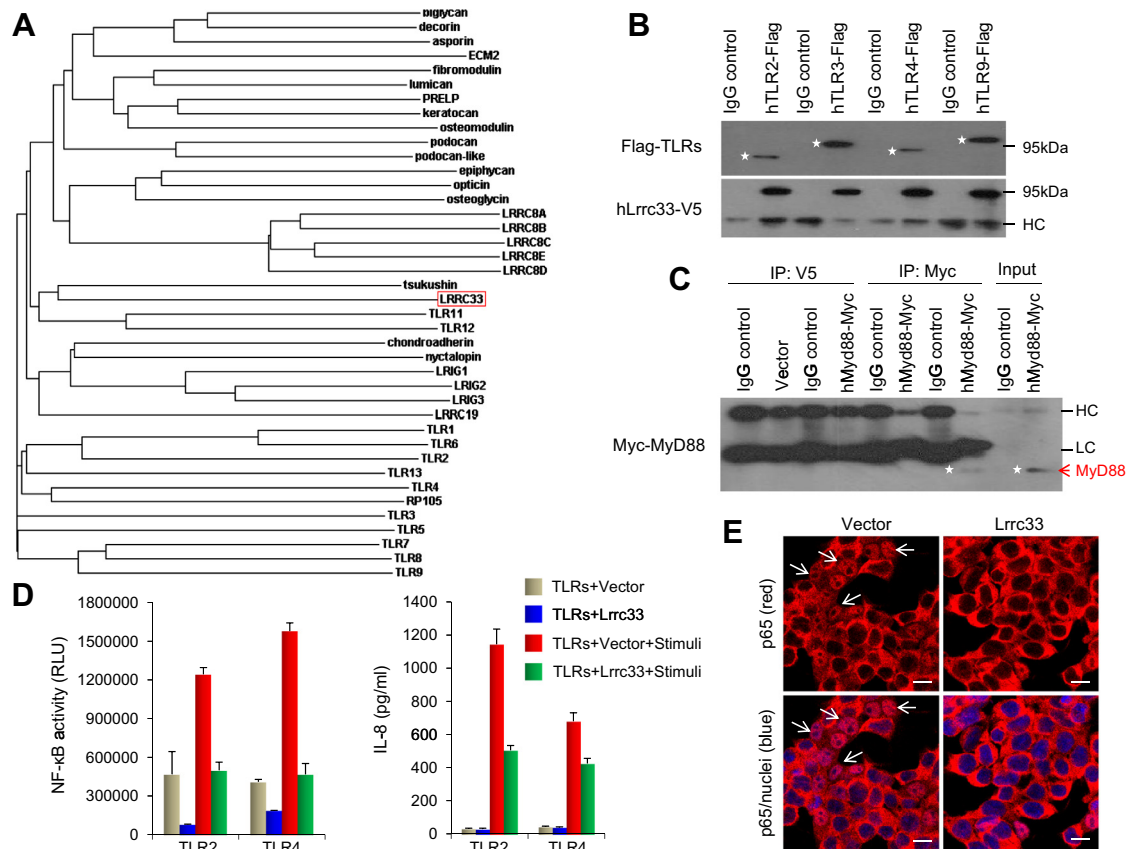 A
biglycan
decorin
asporin
ECM2
fibromodulin
lumican
PRELP
keratocan
osteomodulin
podocan
podocan-like
epiphycan
opticin
osteoglycin
LRRC8A
LRRC8B
LRRC8C
LRRC8E
LRRC8D
tsukushin
LRRC33
TLR11
TLR12
chondroadherin
nyctalopin
LRIG1
LRIG2
LRIG3
LRRC19
TLR1
TLR6
TLR2
TLR13
TLR4
RP105
TLR3
TLR5
TLR7
TLR8
TLR9
B
IgG control
hTLR2-Flag
IgG control
hTLR3-Flag
IgG control
hTLR4-Flag
IgG control
hTLR9-Flag
Flag-TLRs
95kDa
hLrrc33-V5
95kDa
HC
C
IP: V5
IP: Myc
Input
IgG control
Vector
IgG control
hMyd88-Myc
IgG control
hMyd88-Myc
IgG control
hMyd88-Myc
IgG control
hMyd88-Myc
Myc-MyD88
HC
LC
MyD88
D
NF-κB activity (RLU)
1800000
1500000
1200000
900000
600000
300000
0
TLR2
TLR4
IL-8 (pg/ml)
1400
1200
1000
800
600
400
200
0
TLR2
TLR4
TLRs+Vector
TLRs+Lrrc33
TLRs+Vector+Stimuli
TLRs+Lrrc33+Stimuli
E
Vector
Lrrc33
p65 (red)
p65/nuclei (blue)